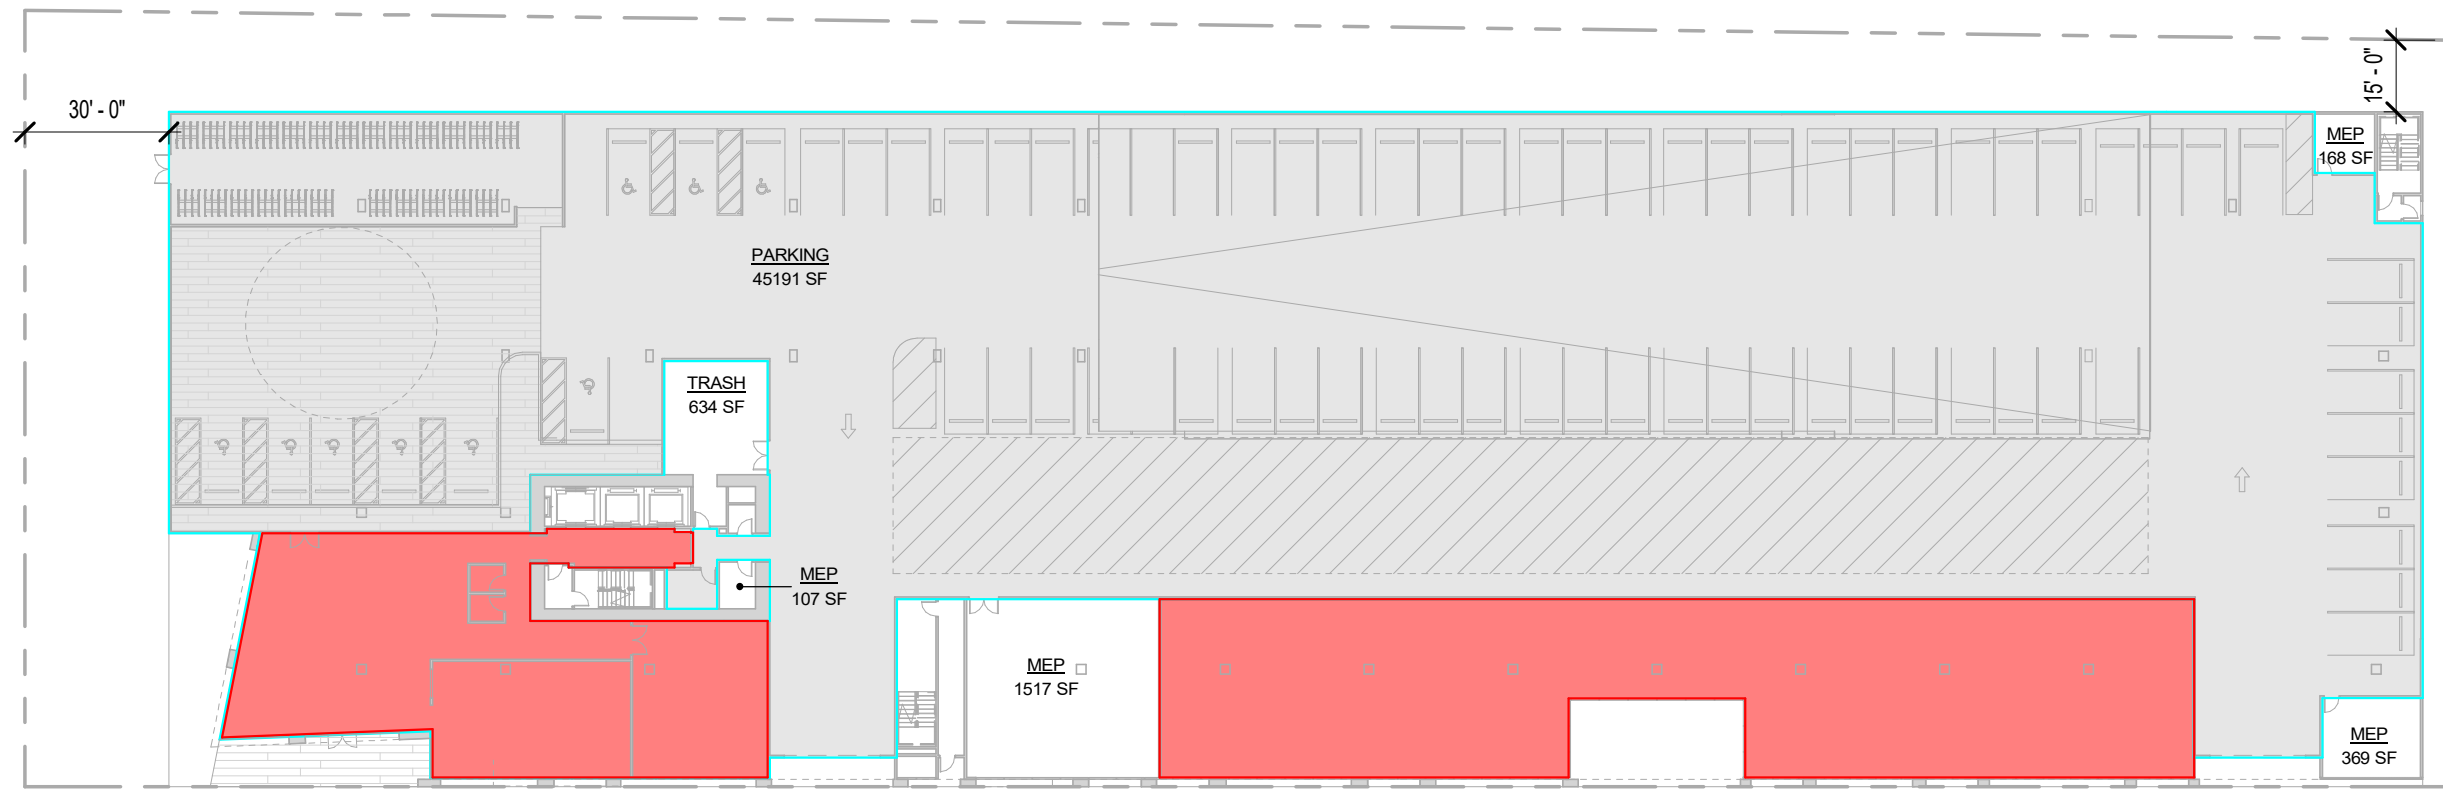 30' - 0"
15' - 0"
MEP
168 SF
PARKING
45191 SF
TRASH
634 SF
MEP
107 SF
MEP
1517 SF
MEP
369 SF